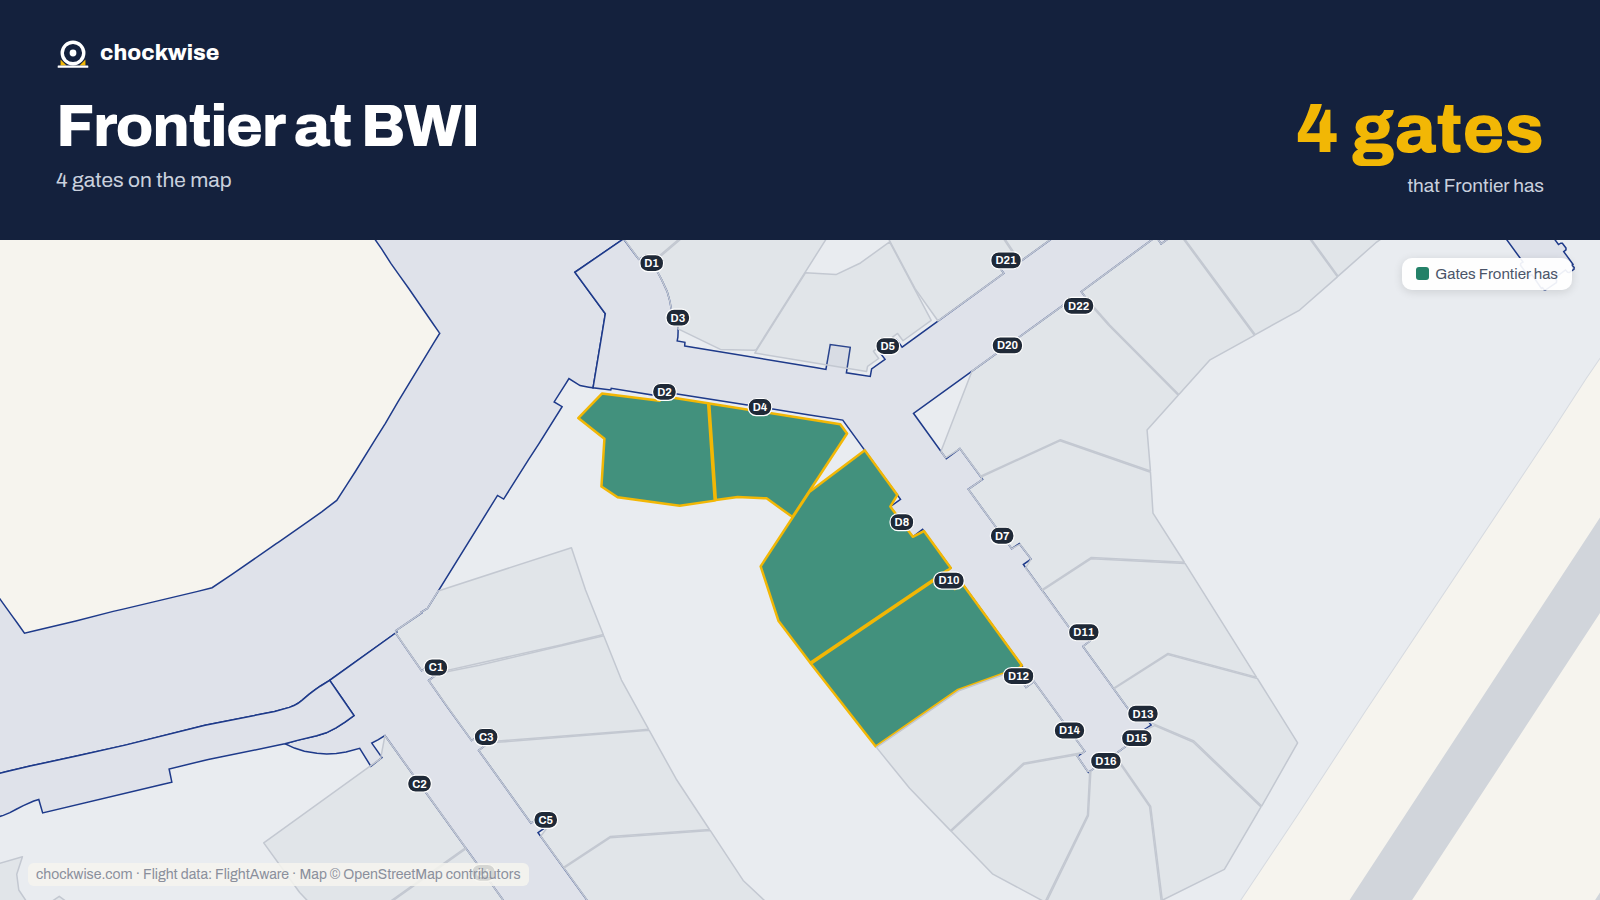 chockwise
Frontier at BWI
4 gates on the map
4 gates
that Frontier has
Gates Frontier has
D1
D21
D3
D22
D5
D20
D2
D4
D8
D7
D10
D11
D12
D13
D14
D15
D16
C1
C3
C2
C5
chockwise.com · Flight data: FlightAware · Map © OpenStreetMap contributors